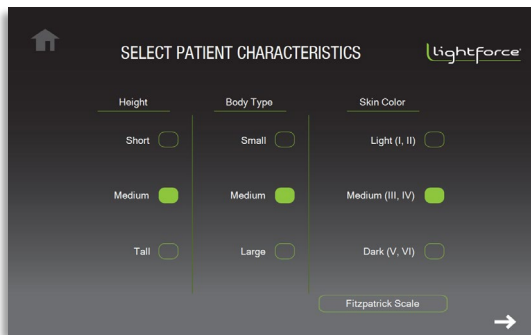 SELECT PATIENT CHARACTERISTICS
lightforce
Height
Body Type
Skin Color
Short
Small
Light (I, II)
Medium
Medium
Medium (III, IV)
Tall
Large
Dark (V, VI)
Fitzpatrick Scale